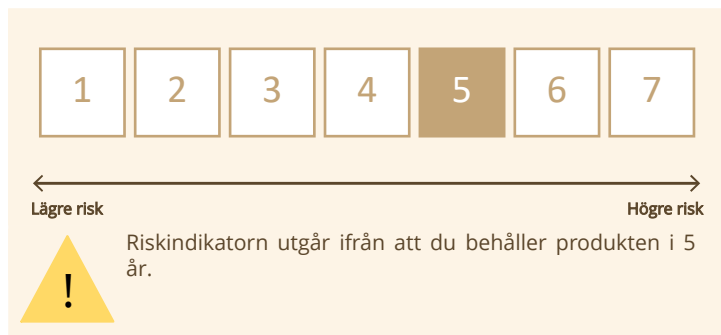 1 2 3 4 5 6 7
Lägre risk Högre risk
Riskindikatorn utgår ifrån att du behåller produkten i 5
år.
!